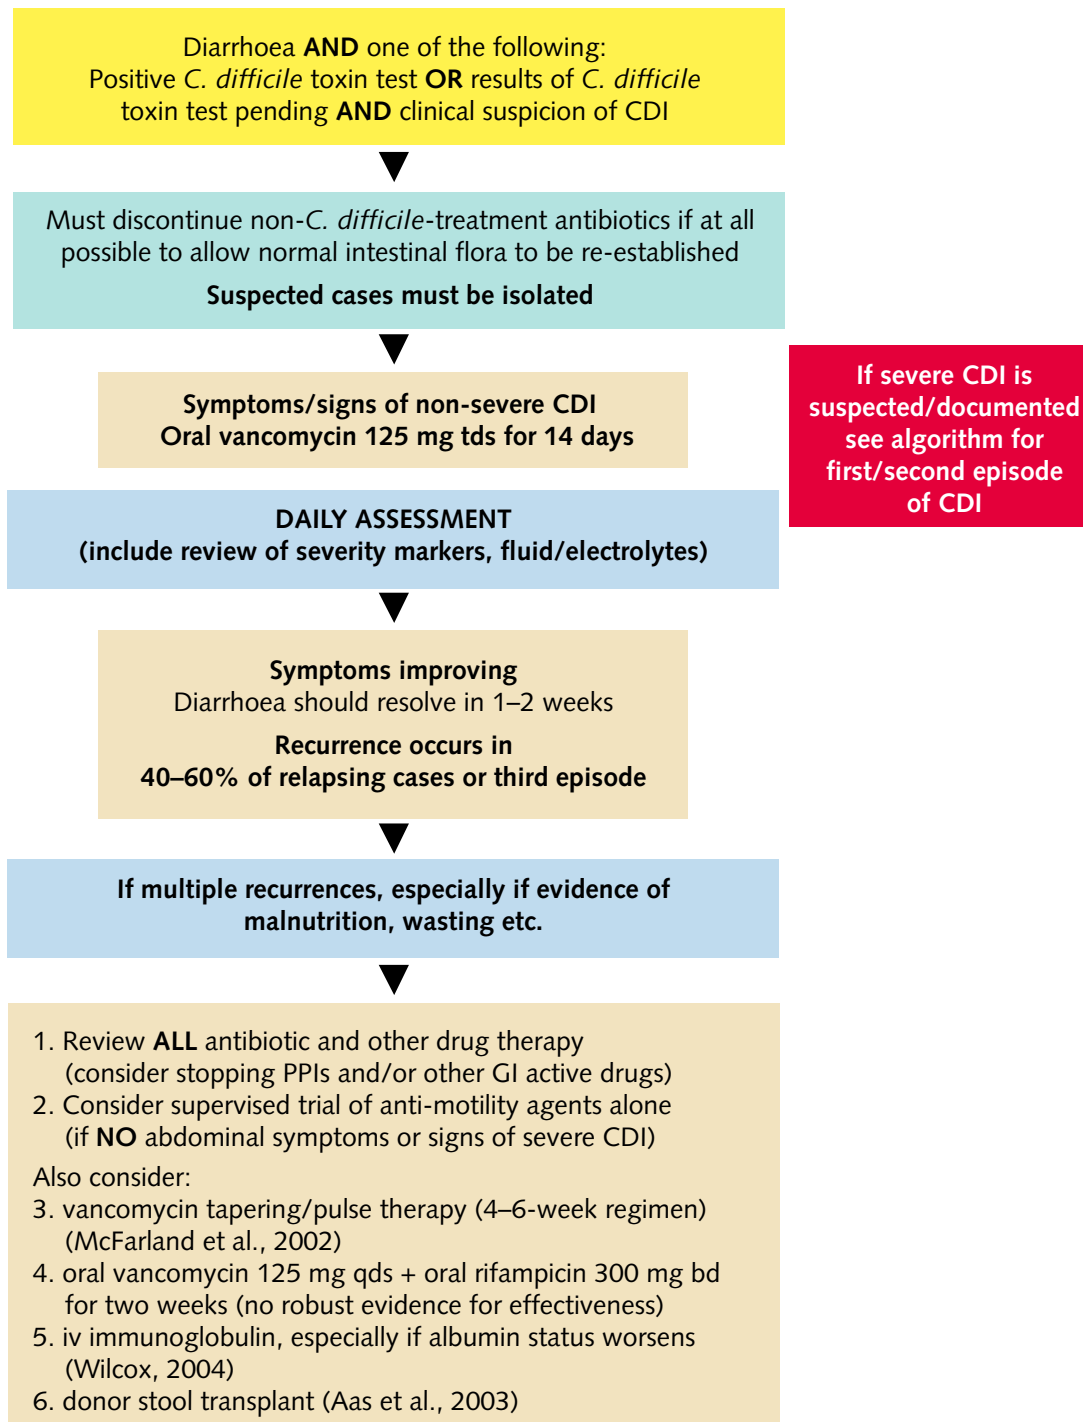 Diarrhoea AND one of the following:
Positive C. difficile toxin test OR results of C. difficile
toxin test pending AND clinical suspicion of CDI
Must discontinue non-C. difficile-treatment antibiotics if at all
possible to allow normal intestinal flora to be re-established
Suspected cases must be isolated
Symptoms/signs of non-severe CDI
Oral vancomycin 125 mg tds for 14 days
If severe CDI is
suspected/documented
see algorithm for
first/second episode
of CDI
DAILY ASSESSMENT
(include review of severity markers, fluid/electrolytes)
Symptoms improving
Diarrhoea should resolve in 1–2 weeks
Recurrence occurs in
40–60% of relapsing cases or third episode
If multiple recurrences, especially if evidence of
malnutrition, wasting etc.
1. Review ALL antibiotic and other drug therapy
(consider stopping PPIs and/or other GI active drugs)
2. Consider supervised trial of anti-motility agents alone
(if NO abdominal symptoms or signs of severe CDI)
Also consider:
3. vancomycin tapering/pulse therapy (4–6-week regimen)
(McFarland et al., 2002)
4. oral vancomycin 125 mg qds + oral rifampicin 300 mg bd
for two weeks (no robust evidence for effectiveness)
5. iv immunoglobulin, especially if albumin status worsens
(Wilcox, 2004)
6. donor stool transplant (Aas et al., 2003)